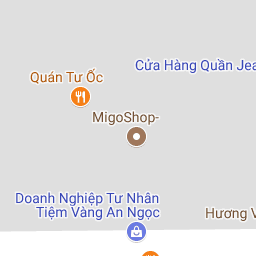 Cửa Hàng Quần Jea
Quán Tư Ốc
MigoShop-
Doanh Nghiệp Tư Nhân
Tiệm Vàng An Ngọc
Hương V